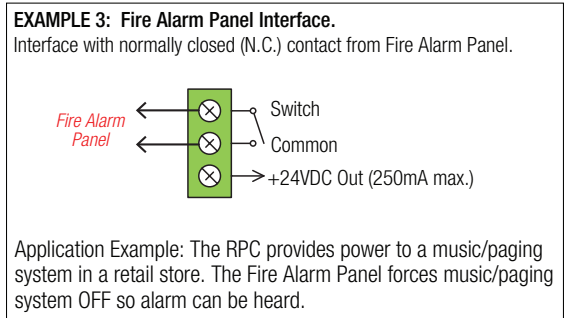 EXAMPLE 3: Fire Alarm Panel Interface.
Interface with normally closed (N.C.) contact from Fire Alarm Panel.
Fire Alarm
Panel
Switch
Common
+24VDC Out (250mA max.)
Application Example: The RPC provides power to a music/paging
system in a retail store. The Fire Alarm Panel forces music/paging
system OFF so alarm can be heard.